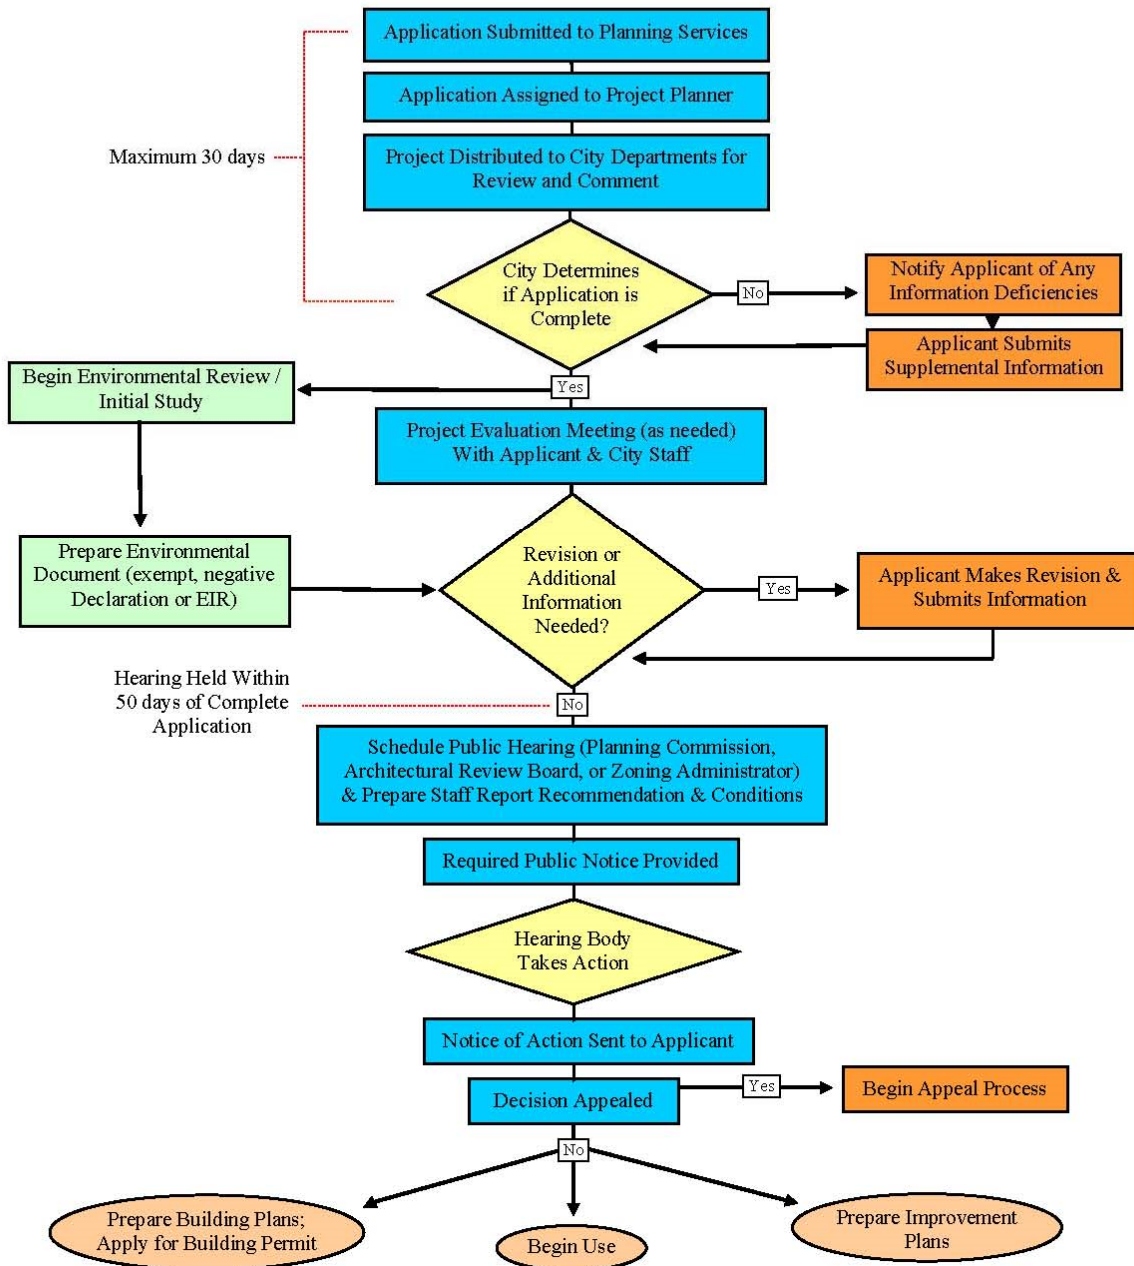 Application Submitted to Planning Services
Application Assigned to Project Planner
Maximum 30 days
Project Distributed to City Departments for
Review and Comment
City Determines
if Application is
Complete
No
Notify Applicant of Any
Information Deficiencies
Applicant Submits
Supplemental Information
Yes
Begin Environmental Review /
Initial Study
Project Evaluation Meeting (as needed)
With Applicant & City Staff
Prepare Environmental
Document (exempt, negative
Declaration or EIR)
Revision or
Additional
Information
Needed?
Yes
Applicant Makes Revision &
Submits Information
Hearing Held Within
50 days of Complete
Application
No
Schedule Public Hearing (Planning Commission,
Architectural Review Board, or Zoning Administrator)
& Prepare Staff Report Recommendation & Conditions
Required Public Notice Provided
Hearing Body
Takes Action
Notice of Action Sent to Applicant
Decision Appealed
Yes
Begin Appeal Process
No
Prepare Building Plans;
Apply for Building Permit
Begin Use
Prepare Improvement
Plans